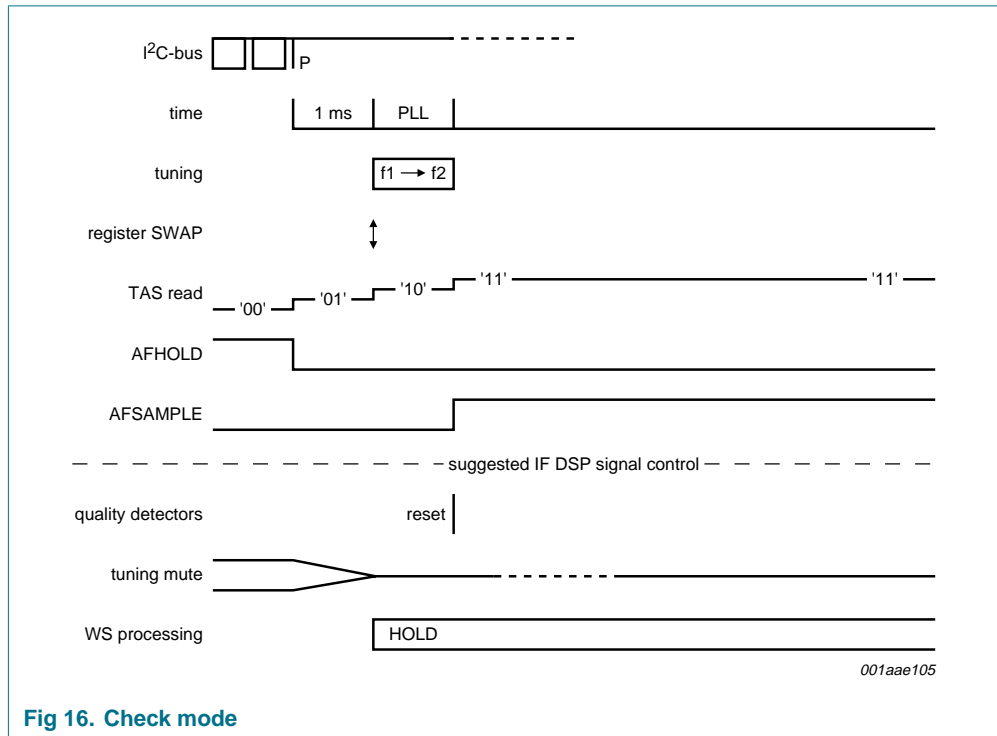 I²C-bus
P
time
1 ms
PLL
tuning
f1 → f2
register SWAP
TAS read
'00'
'01'
'10'
'11'
'11'
AFHOLD
AFSAMPLE
suggested IF DSP signal control
quality detectors
reset
tuning mute
WS processing
HOLD
001aae105
Fig 16. Check mode